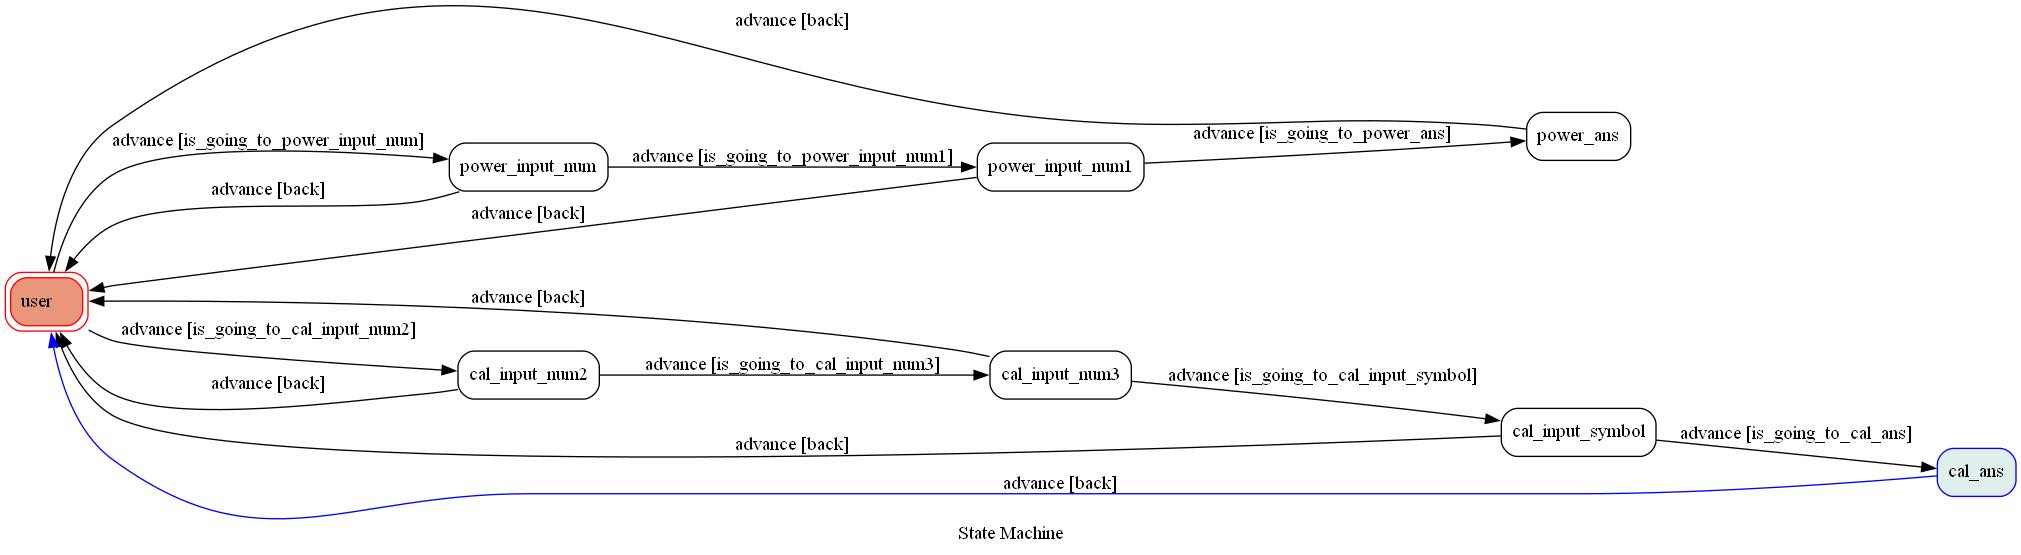 advance [back]
advance [is_going_to_power_input_num]
power_input_num
advance [is_going_to_power_input_num1]
power_input_num1
advance [is_going_to_power_ans]
power_ans
advance [back]
advance [back]
user
advance [back]
advance [is_going_to_cal_input_num2]
cal_input_num2
advance [is_going_to_cal_input_num3]
cal_input_num3
advance [is_going_to_cal_input_symbol]
advance [back]
cal_input_symbol
advance [is_going_to_cal_ans]
advance [back]
cal_ans
advance [back]
State Machine